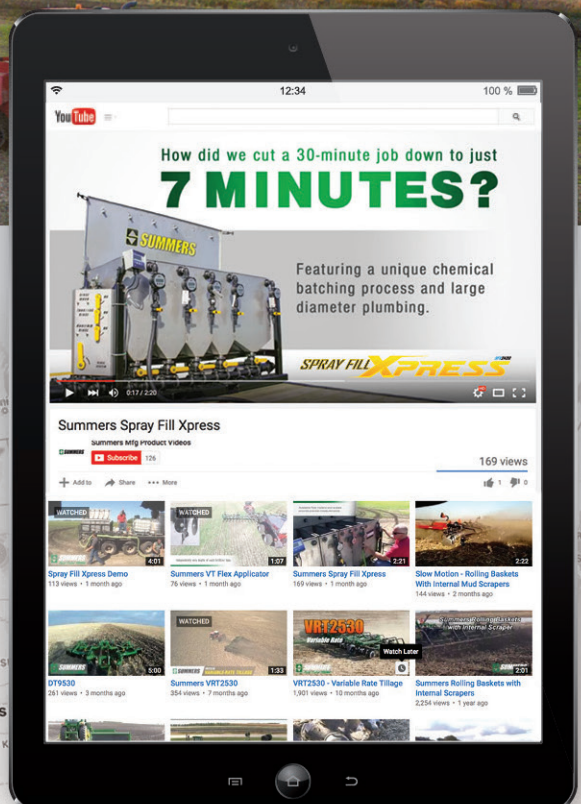 12:34
100 %
YouTube
How did we cut a 30-minute job down to just
7 MINUTES?
SUMMERS
Featuring a unique chemical
batching process and large
diameter plumbing.
SPRAY FILL XPRESS
0:17 / 2:20
Summers Spray Fill Xpress
Summers Mfg Product Videos
SUMMERS
Subscribe 126
169 views
Add to Share More
1 0
WATCHED
4:01
WATCHED
1:07
2:21
2:22
Spray Fill Xpress Demo
113 views • 1 month ago
Summers VT Flex Applicator
76 views • 1 month ago
Summers Spray Fill Xpress
169 views • 1 month ago
Slow Motion - Rolling Baskets
With Internal Mud Scrapers
144 views • 2 months ago
SUMMERS
5:00
WATCHED
SUMMERS
VARIABLE RATE TILLAGE
1:33
VRT2530
Variable Rate
Watch Later
SUMMERS
Summers Rolling Baskets
with Internal Scraper
2:01
DT9530
261 views • 3 months ago
Summers VRT2530
354 views • 7 months ago
VRT2530 - Variable Rate Tillage
1,901 views • 10 months ago
Summers Rolling Baskets with
Internal Scrapers
2,254 views • 1 year ago